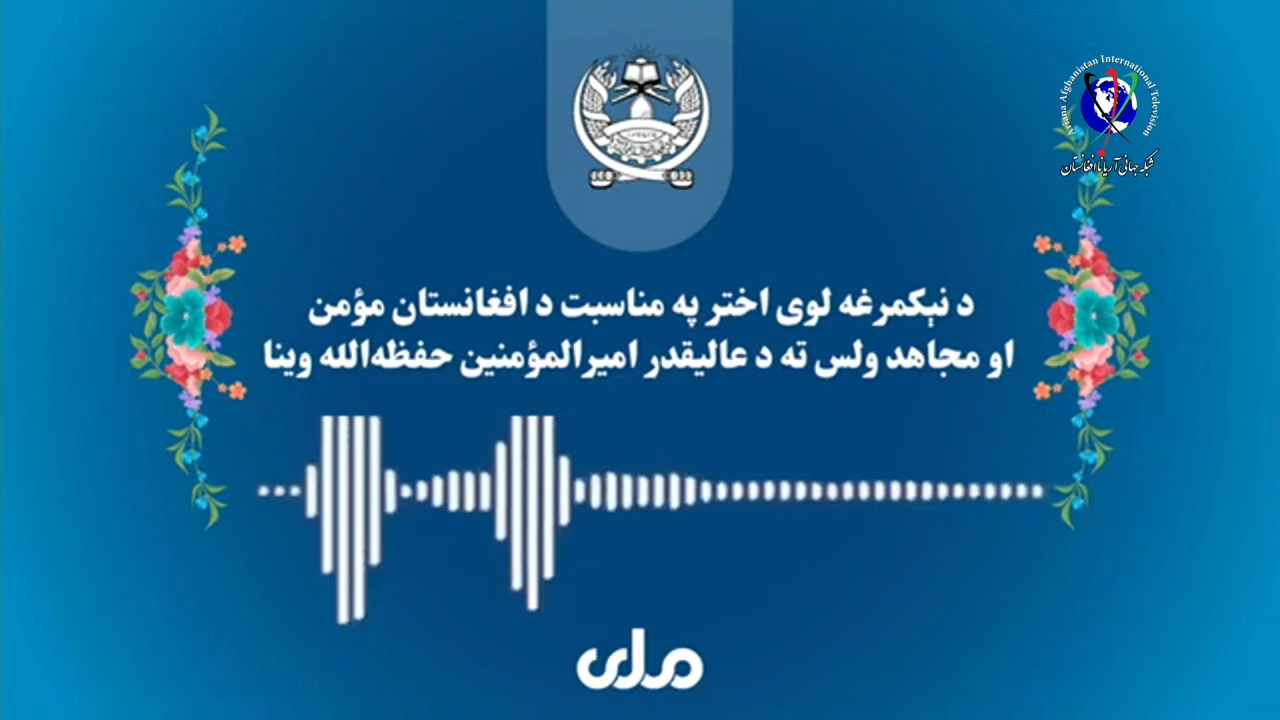 Ariana Afghanistan International Television
شبکه جهانی آریانا افغانستان
د نېکمرغه لوی اختر په مناسبت د افغانستان مؤمن
او مجاهد ولس ته د عالیقدر امیرالمؤمنین حفظه‌الله وینا
ملي